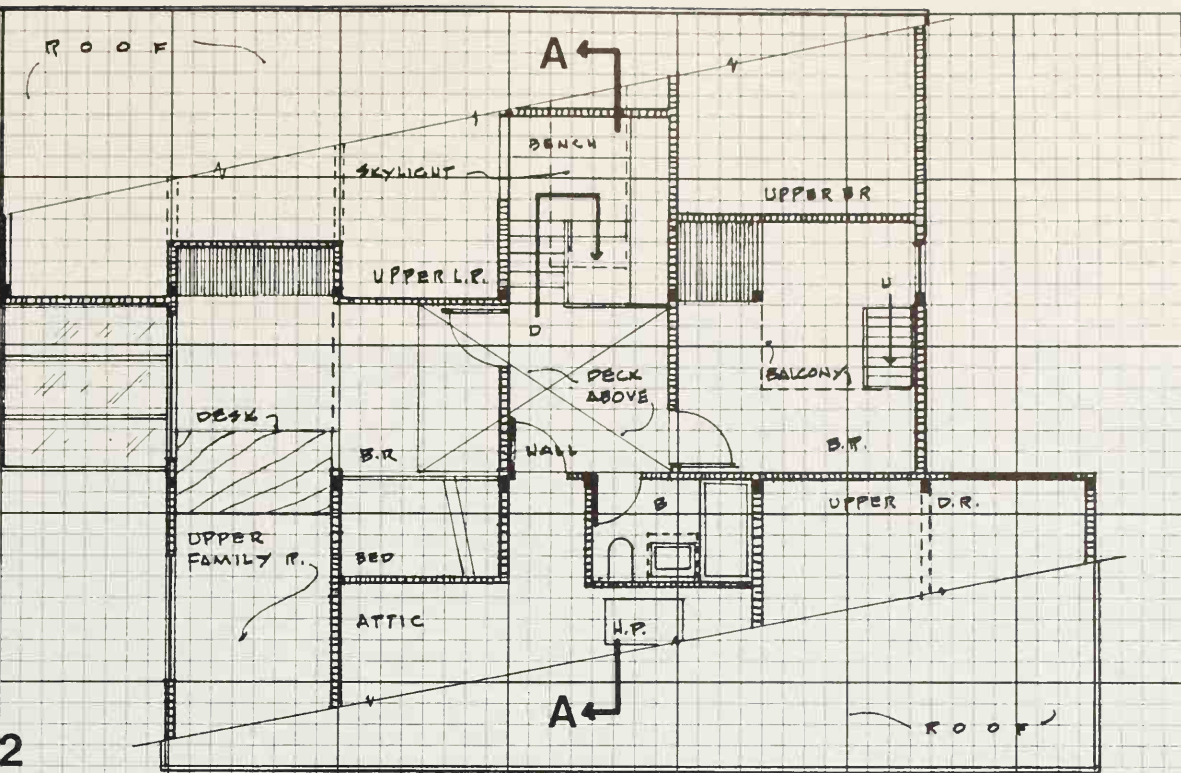 ROOF
A
BENCH
SKYLIGHT
UPPER BR
UPPER L.R.
U
D
DECK
ABOVE
BALCONY
DESK
B.R
HALL
B.R.
B
UPPER D.R.
UPPER
FAMILY R.
BED
ATTIC
H.P.
A
ROOF
2